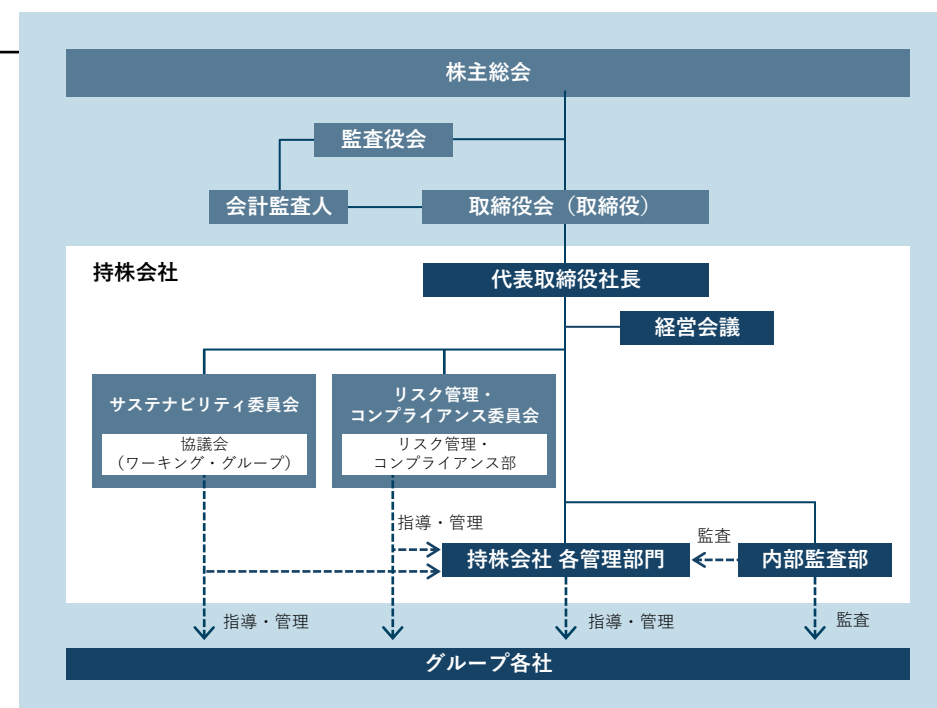 株主総会
監査役会
会計監査人
取締役会（取締役）
持株会社
代表取締役社長
経営会議
サステナビリティ委員会
協議会
（ワーキング・グループ）
リスク管理・
コンプライアンス委員会
リスク管理・
コンプライアンス部
指導・管理
監査
持株会社 各管理部門
内部監査部
指導・管理
指導・管理
監査
グループ各社